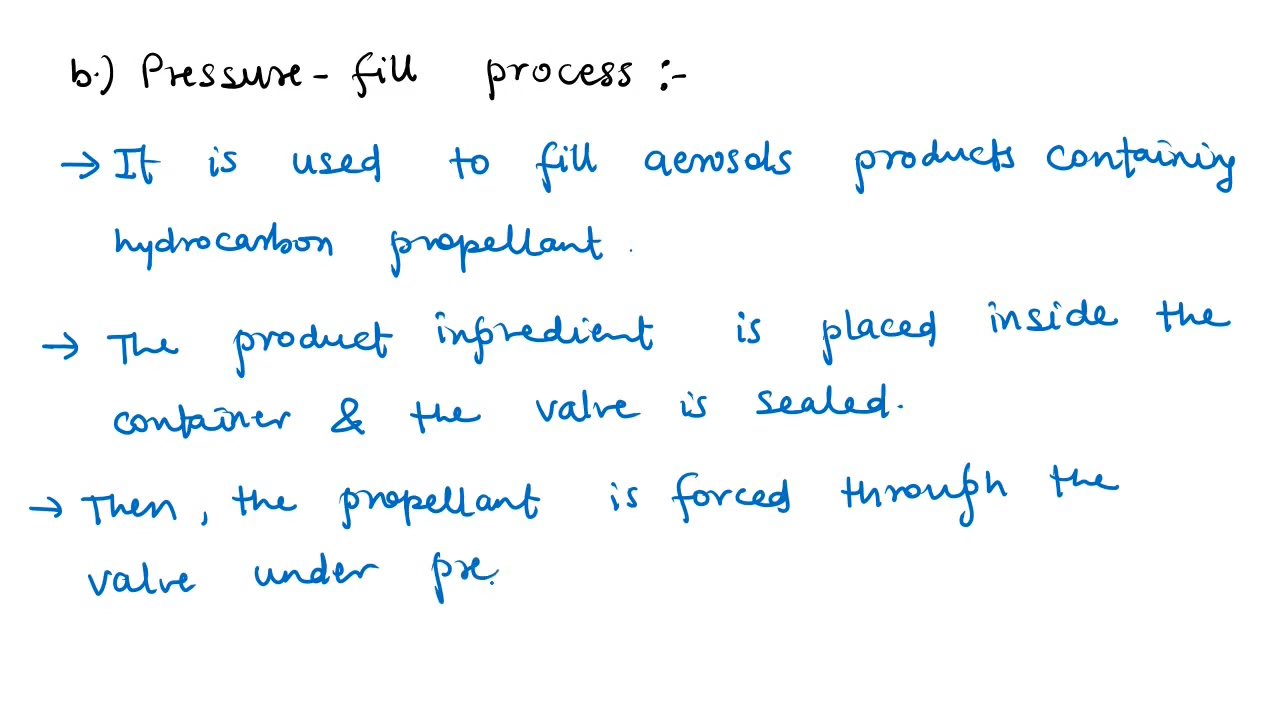 b.) Pressure - fill process :-
→ It is used to fill aerosols products containing
hydrocarbon propellant.
→ The product ingredient is placed inside the
container & the valve is sealed.
→ Then, the propellant is forced through the
valve under pre